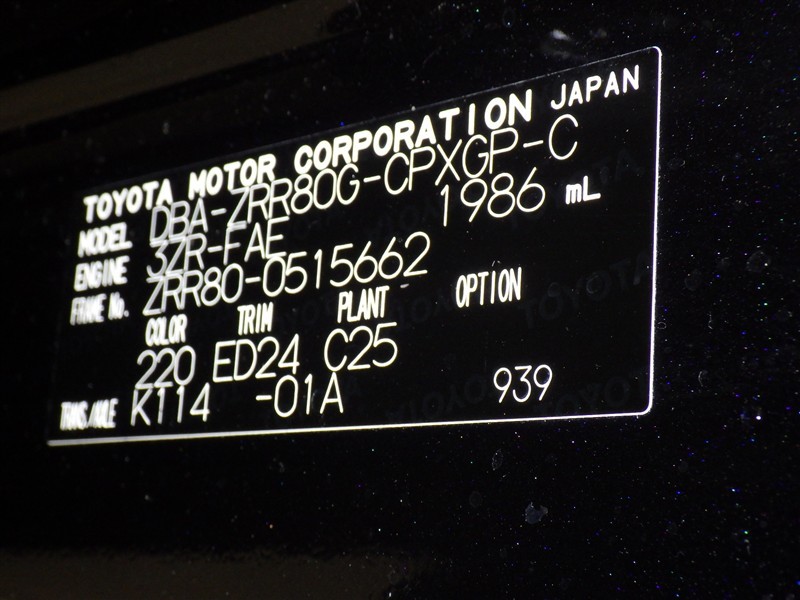 TOYOTA MOTOR CORPORATION JAPAN
MODEL DBA-ZRR80G-CPXGP-C
ENGINE 3ZR-FAE 1986 mL
FRAME No. ZRR80-0515662
COLOR TRIM PLANT OPTION
220 ED24 C25
TRANS/AXLE K114 -01A 939